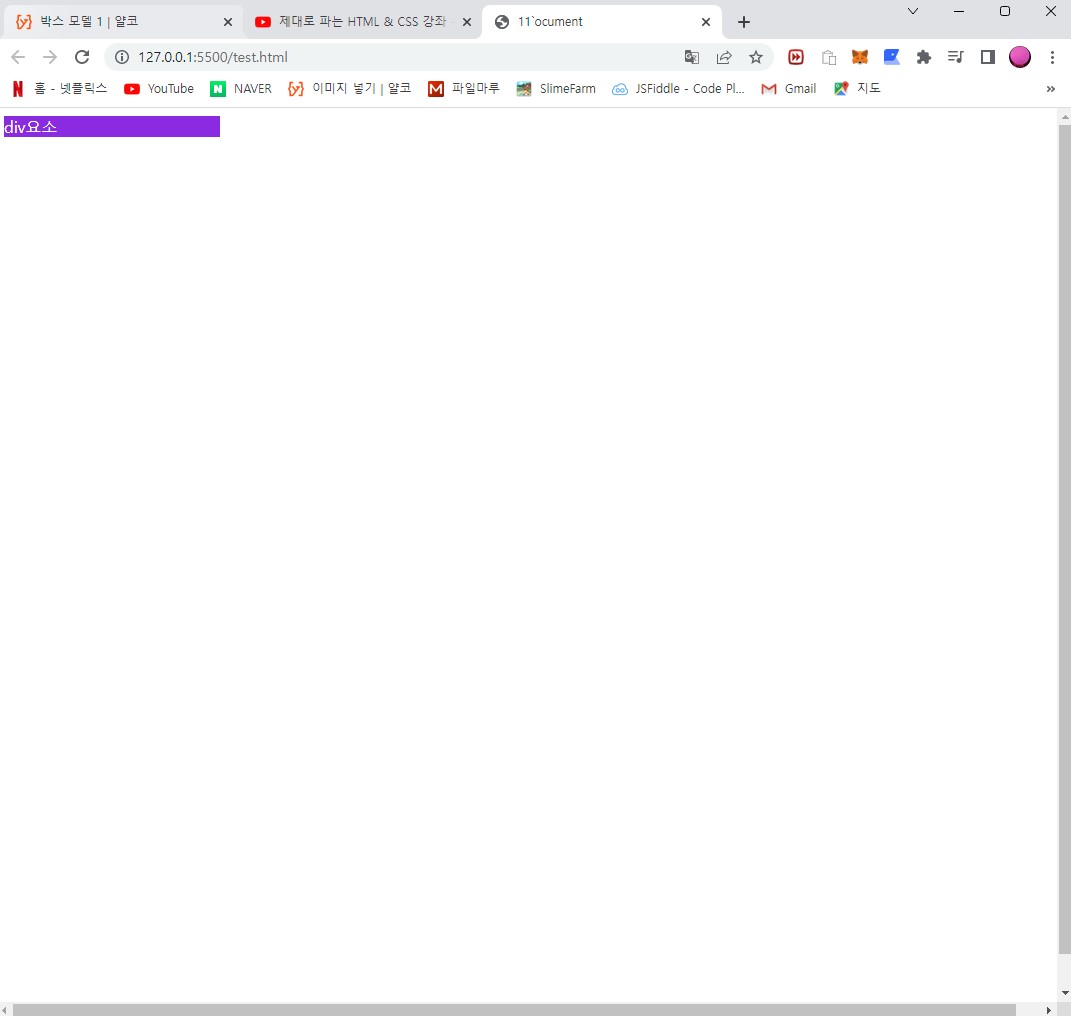 박스 모델 1 | 얄코
제대로 파는 HTML & CSS 강좌
11`ocument
127.0.0.1:5500/test.html
홈 - 넷플릭스
YouTube
NAVER
이미지 넣기 | 얄코
파일마루
SlimeFarm
JSFiddle - Code Pl...
Gmail
지도
div요소